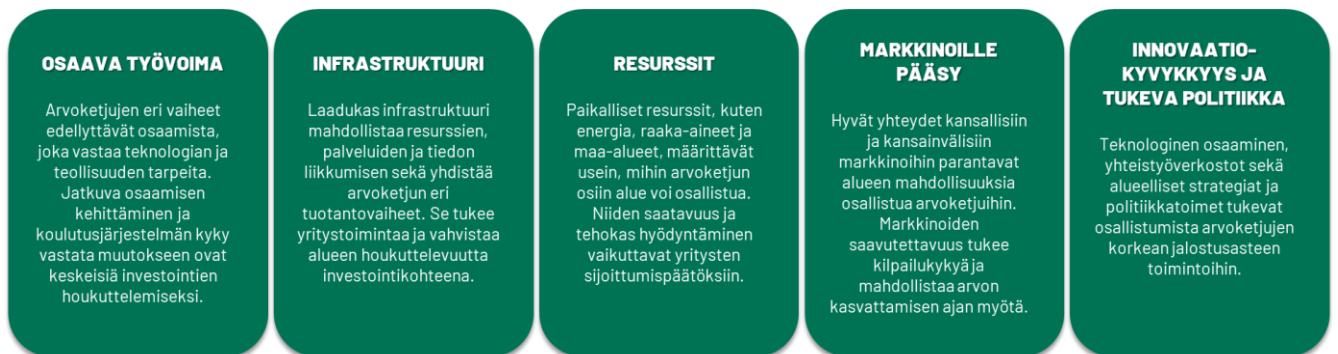 OSAAVA TYÖVOIMA
Arvoketjujen eri vaiheet
edellyttävät osaamista,
joka vastaa teknologian ja
teollisuuden tarpeita.
Jatkuva osaamisen
kehittäminen ja
koulutusjärjestelmän kyky
vastata muutokseen ovat
keskeisiä investointien
houkuttelemiseksi.
INFRASTRUKTUURI
Laadukas infrastruktuuri
mahdollistaa resurssien,
palveluiden ja tiedon
liikkumisen sekä yhdistää
arvoketjun eri
tuotantovaiheet. Se tukee
yritystoimintaa ja vahvistaa
alueen houkuttelevuutta
investointikohteena.
RESURSSIT
Paikalliset resurssit, kuten
energia, raaka-aineet ja
maa-alueet, määrittävät
usein, mihin arvoketjun
osiin alue voi osallistua.
Niiden saatavuus ja
tehokas hyödyntäminen
vaikuttavat yritysten
sijoittumispäätöksiin.
MARKKINOILLE
PÄÄSY
Hyvät yhteydet kansallisiin
ja kansainvälisiin
markkinoihin parantavat
alueen mahdollisuuksia
osallistua arvoketjuihin.
Markkinoiden
saavutettavuus tukee
kilpailukykyä ja
mahdollistaa arvon
kasvattamisen ajan myötä.
INNOVAATIO-
KYVYKKYYS JA
TUKEVA POLITIIKKA
Teknologinen osaaminen,
yhteistyöverkostot sekä
alueelliset strategiat ja
politiikkatoimet tukevat
osallistumista arvoketjujen
korkean jalostusasteen
toimintoihin.